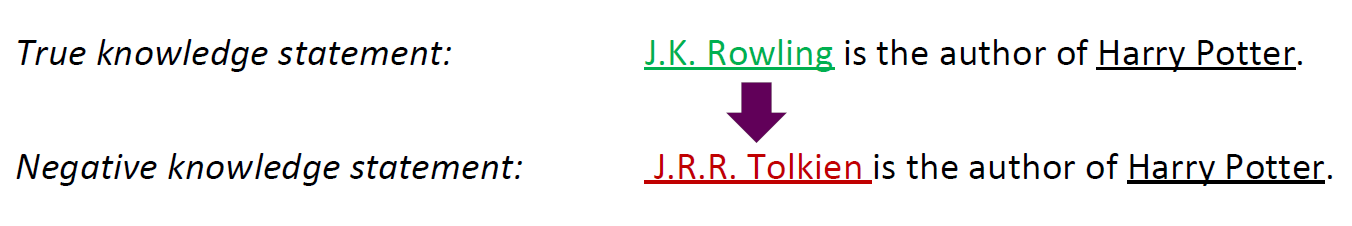 True knowledge statement: J.K. Rowling is the author of Harry Potter.
Negative knowledge statement: J.R.R. Tolkien is the author of Harry Potter.